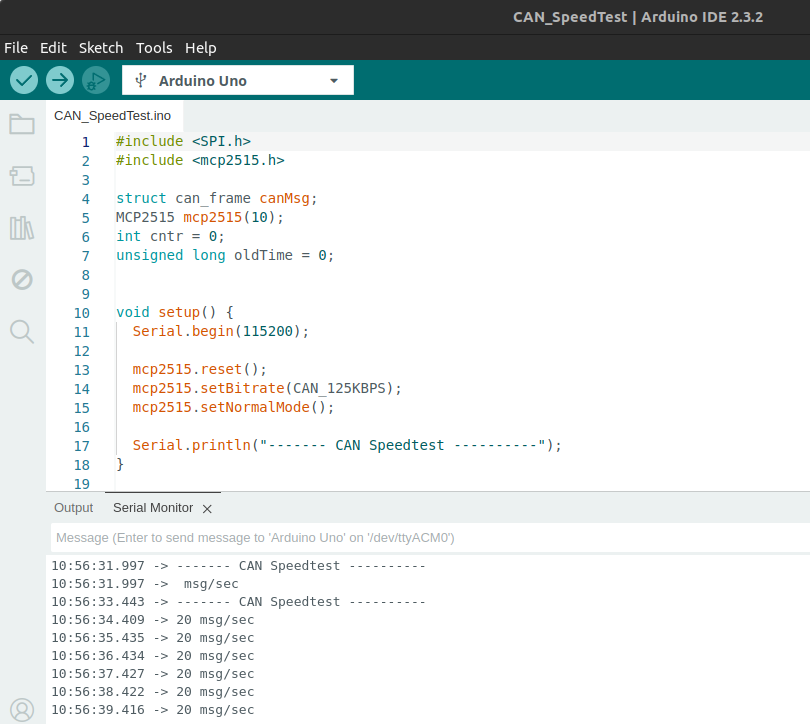 CAN_SpeedTest | Arduino IDE 2.3.2
File Edit Sketch Tools Help
Arduino Uno
CAN_SpeedTest.ino
1 #include <SPI.h>
2 #include <mcp2515.h>
3
4 struct can_frame canMsg;
5 MCP2515 mcp2515(10);
6 int cntr = 0;
7 unsigned long oldTime = 0;
8
9
10 void setup() {
11 Serial.begin(115200);
12
13 mcp2515.reset();
14 mcp2515.setBitrate(CAN_125KBPS);
15 mcp2515.setNormalMode();
16
17 Serial.println("------- CAN Speedtest ----------");
18 }
19
Output Serial Monitor
Message (Enter to send message to 'Arduino Uno' on '/dev/ttyACM0')
10:56:31.997 -> ------- CAN Speedtest ----------
10:56:31.997 ->  msg/sec
10:56:33.443 -> ------- CAN Speedtest ----------
10:56:34.409 -> 20 msg/sec
10:56:35.435 -> 20 msg/sec
10:56:36.434 -> 20 msg/sec
10:56:37.427 -> 20 msg/sec
10:56:38.422 -> 20 msg/sec
10:56:39.416 -> 20 msg/sec